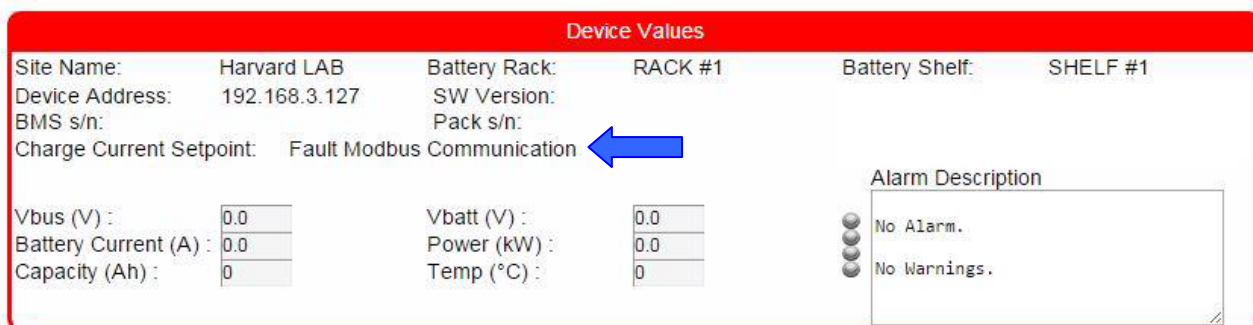 Device Values
Site Name: Harvard LAB Battery Rack: RACK #1 Battery Shelf: SHELF #1
Device Address: 192.168.3.127 SW Version:
BMS s/n: Pack s/n:
Charge Current Setpoint: Fault Modbus Communication
Alarm Description
Vbus (V) : 0.0 Vbatt (V) : 0.0
Battery Current (A) : 0.0 Power (kW) : 0.0
Capacity (Ah) : 0 Temp (°C) : 0
No Alarm.
No Warnings.